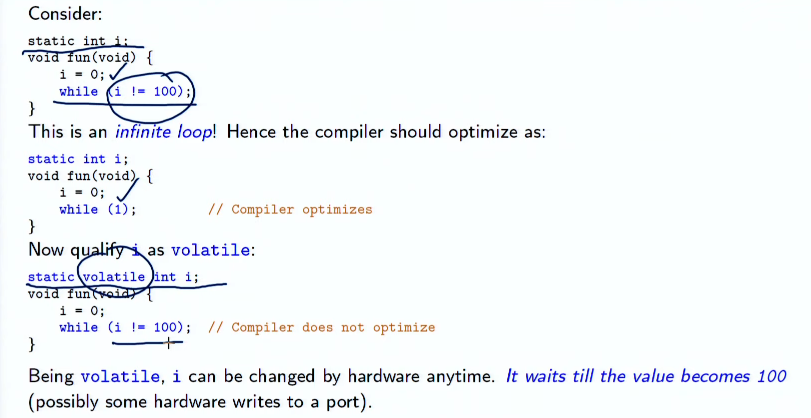 Consider:
static int i;
void fun(void) {
i = 0;
while (i != 100);
}
This is an infinite loop! Hence the compiler should optimize as:
static int i;
void fun(void) {
i = 0;
while (1); // Compiler optimizes
}
Now qualify i as volatile:
static volatile int i;
void fun(void) {
i = 0;
while (i != 100); // Compiler does not optimize
}
Being volatile, i can be changed by hardware anytime. It waits till the value becomes 100
(possibly some hardware writes to a port).